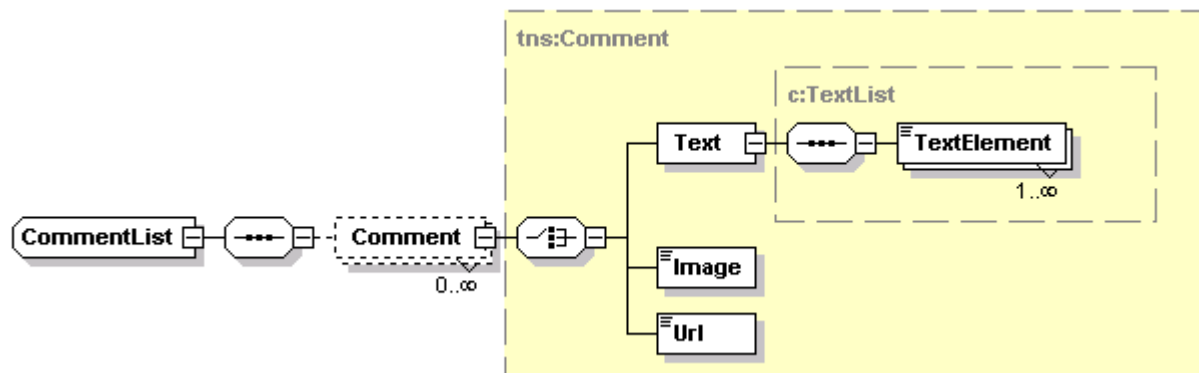 tns:Comment
c:TextList
Text
TextElement
1..∞
CommentList
Comment
0..∞
Image
Url